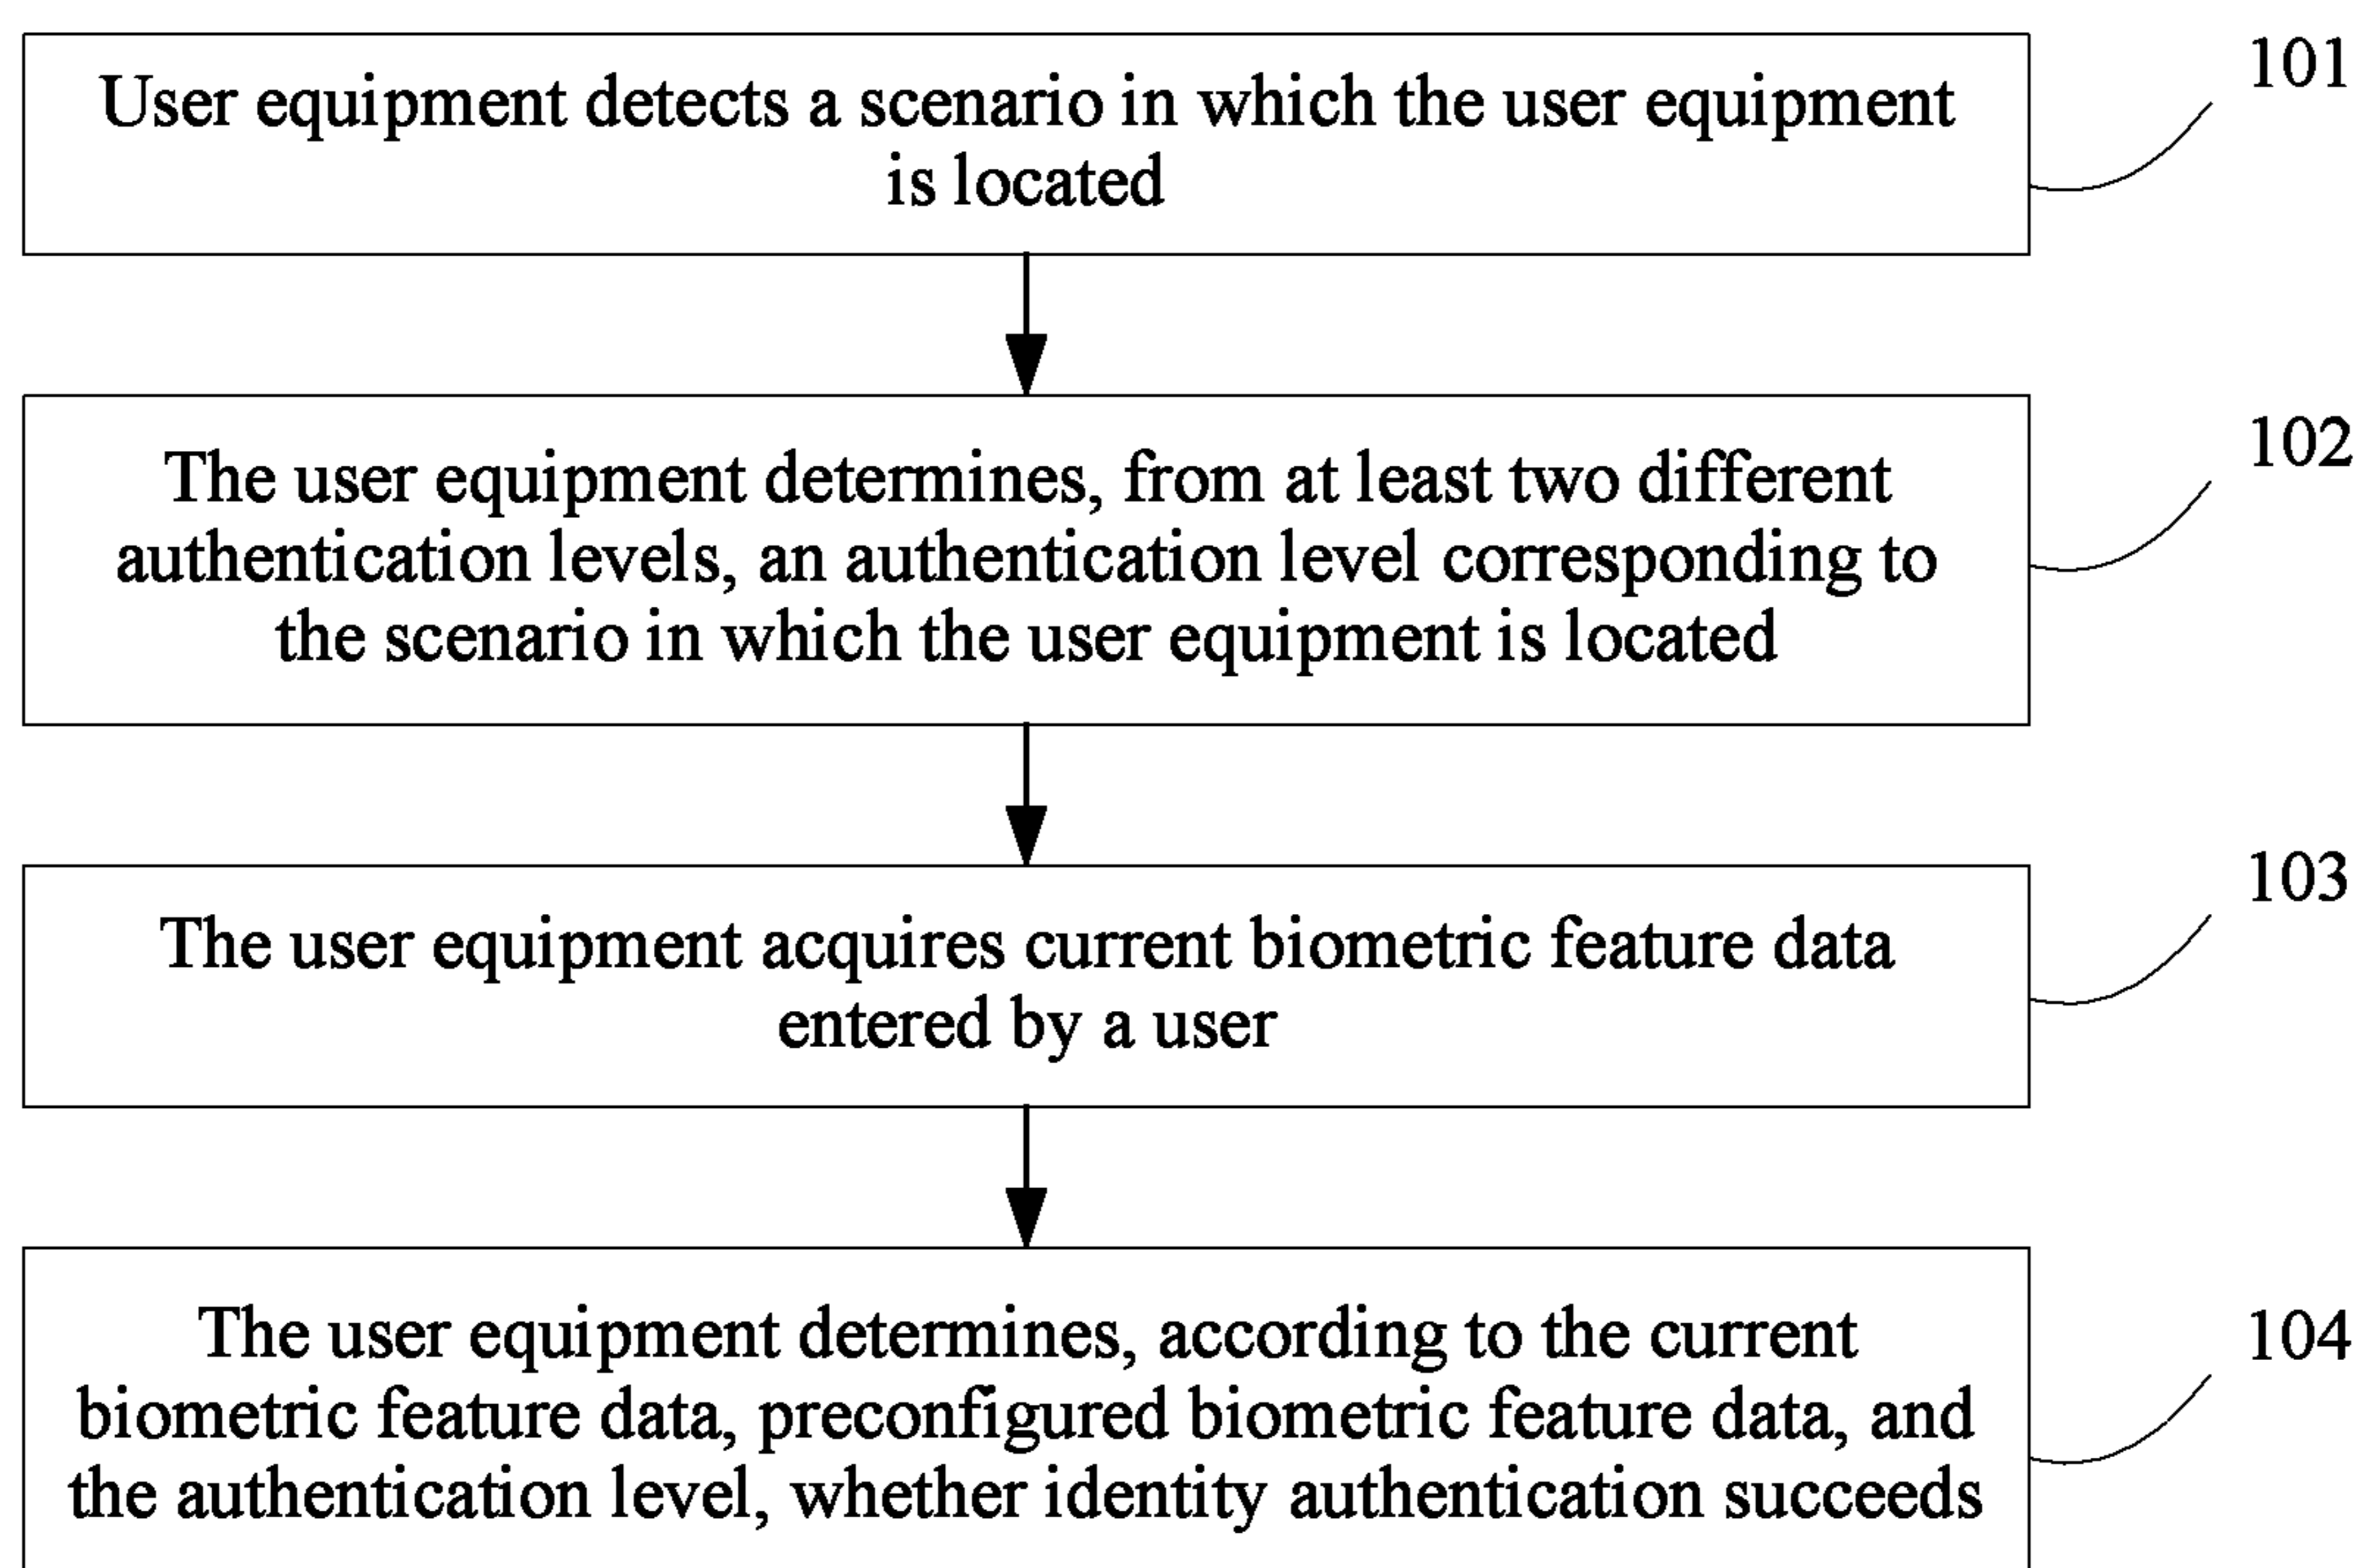 User equipment detects a scenario in which the user equipment
is located
101
The user equipment determines, from at least two different
authentication levels, an authentication level corresponding to
the scenario in which the user equipment is located
102
The user equipment acquires current biometric feature data
entered by a user
103
The user equipment determines, according to the current
biometric feature data, preconfigured biometric feature data, and
the authentication level, whether identity authentication succeeds
104